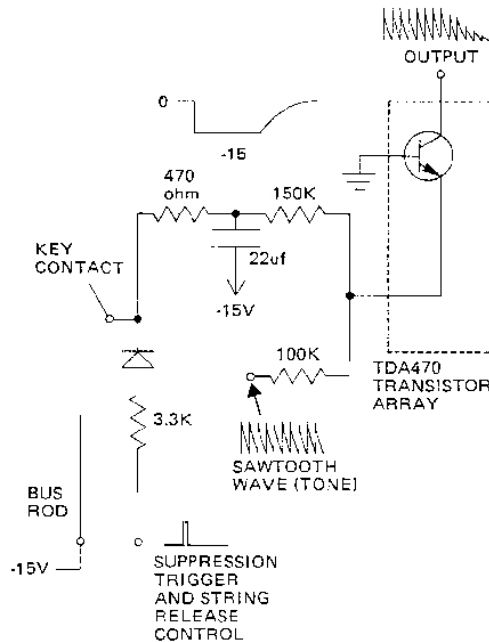 OUTPUT
0
-15
470
ohm
150K
KEY
CONTACT
22uf
-15V
100K
TDA470
TRANSISTOR
ARRAY
3.3K
SAWTOOTH
WAVE (TONE)
BUS
ROD
-15V
SUPPRESSION
TRIGGER
AND STRING
RELEASE
CONTROL